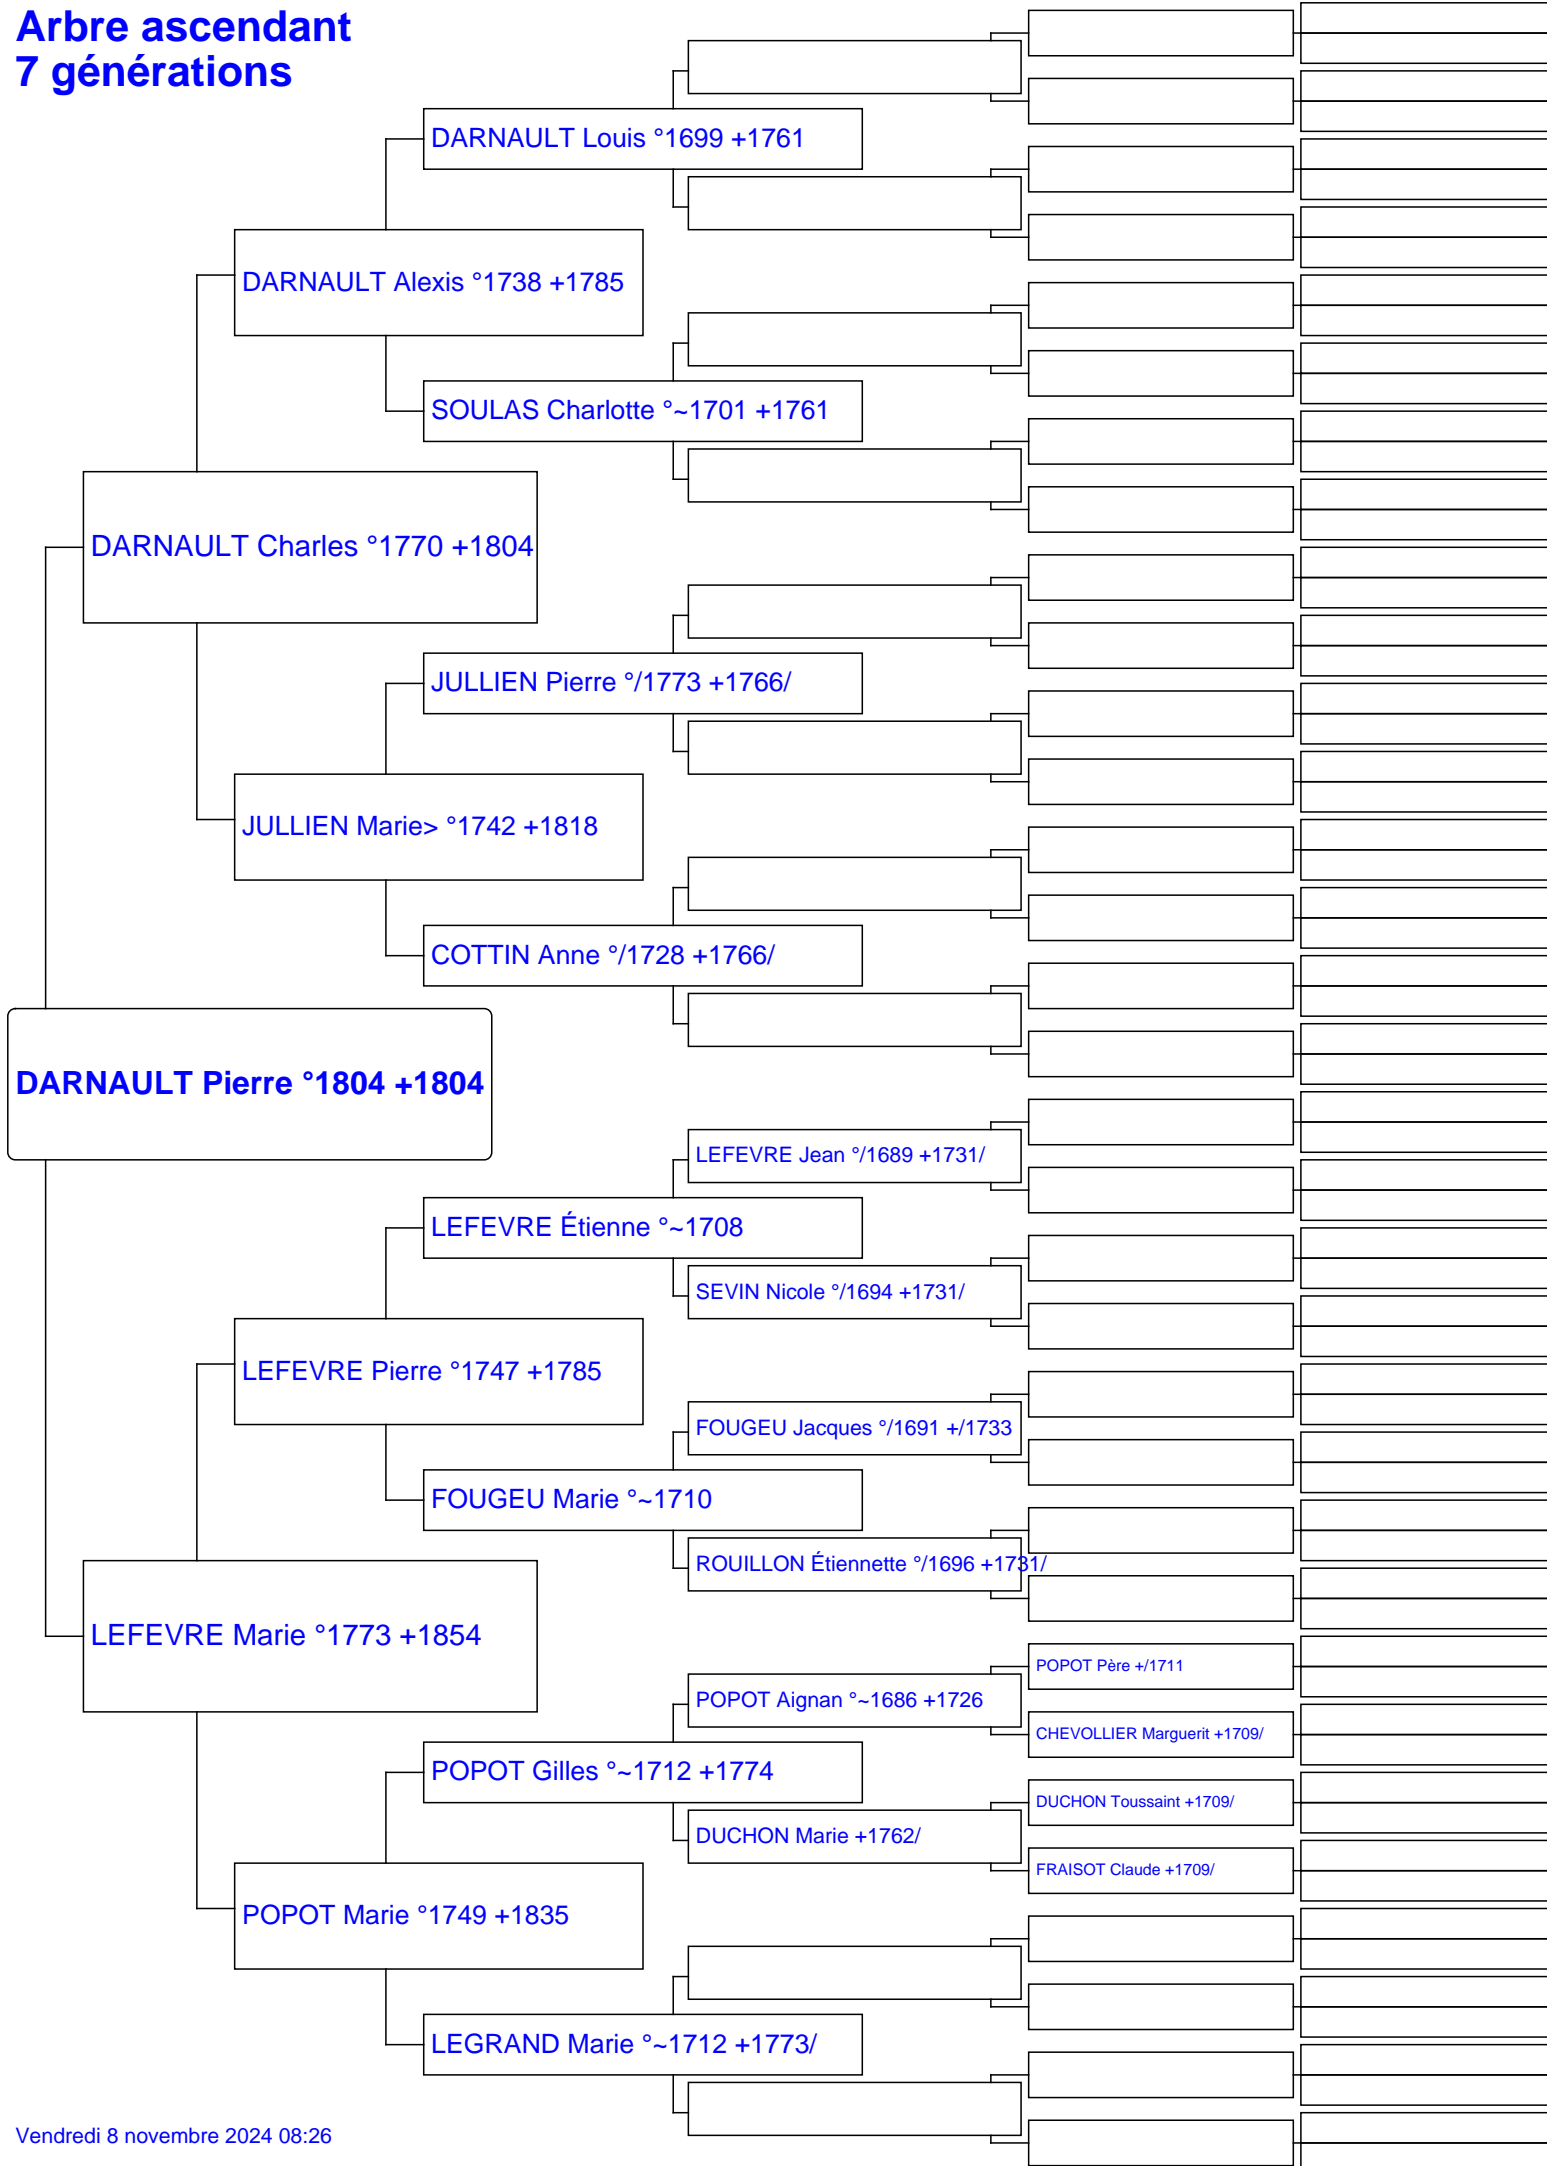 Arbre ascendant
7 générations
DARNAULT Louis °1699 +1761
DARNAULT Alexis °1738 +1785
SOULAS Charlotte °~1701 +1761
DARNAULT Charles °1770 +1804
JULLIEN Pierre °/1773 +1766/
JULLIEN Marie> °1742 +1818
COTTIN Anne °/1728 +1766/
DARNAULT Pierre °1804 +1804
LEFEVRE Jean °/1689 +1731/
LEFEVRE Étienne °~1708
SEVIN Nicole °/1694 +1731/
LEFEVRE Pierre °1747 +1785
FOUGEU Jacques °/1691 +/1733
FOUGEU Marie °~1710
ROUILLON Étiennette °/1696 +1731/
LEFEVRE Marie °1773 +1854
POPOT Père +/1711
POPOT Aignan °~1686 +1726
CHEVOLLIER Marguerit +1709/
POPOT Gilles °~1712 +1774
DUCHON Toussaint +1709/
DUCHON Marie +1762/
FRAISOT Claude +1709/
POPOT Marie °1749 +1835
LEGRAND Marie °~1712 +1773/
Vendredi 8 novembre 2024 08:26